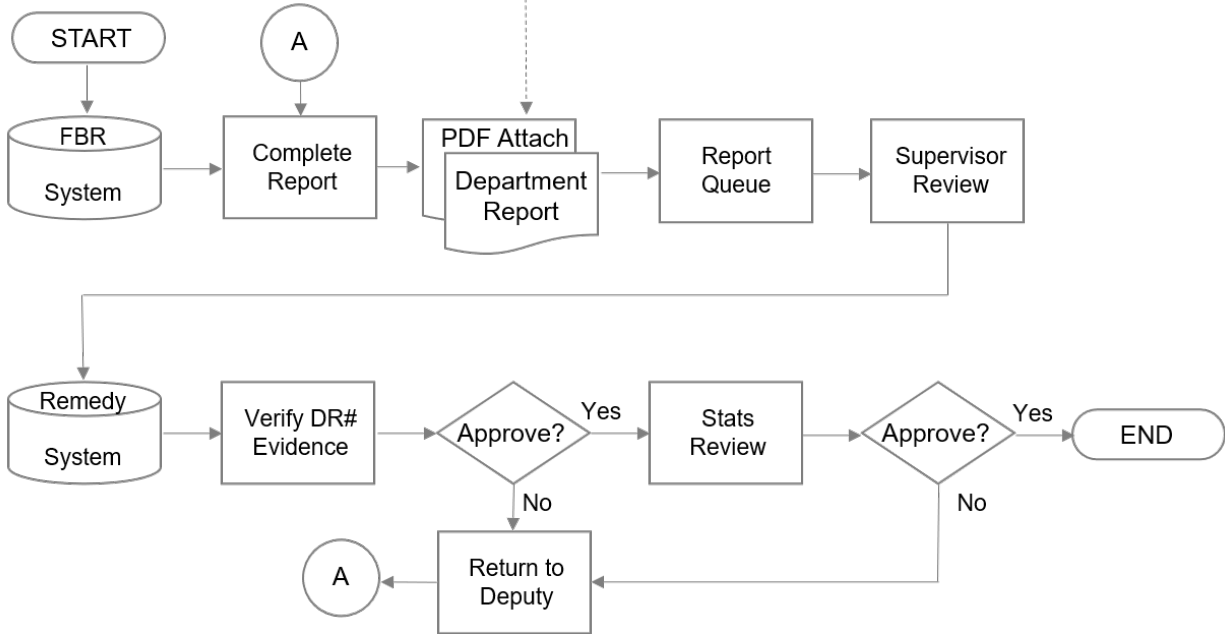 START
A
FBR
System
Complete
Report
PDF Attach
Department
Report
Report
Queue
Supervisor
Review
Remedy
System
Verify DR#
Evidence
Approve?
Yes
No
Stats
Review
Approve?
Yes
No
END
Return to
Deputy
A